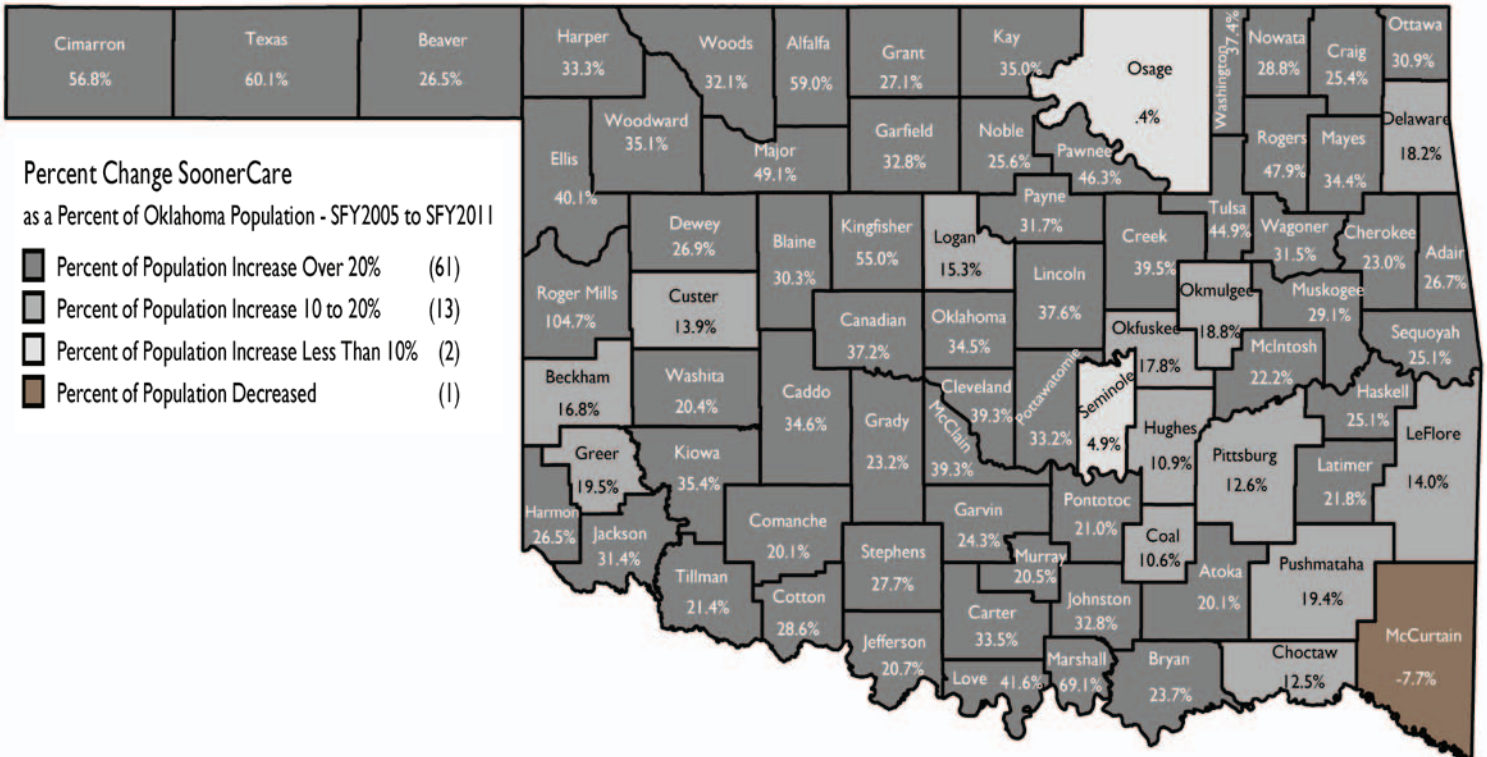 Cimarron
56.8%
Texas
60.1%
Beaver
26.5%
Harper
33.3%
Woods
32.1%
Alfalfa
59.0%
Grant
27.1%
Kay
35.0%
Osage
.4%
Washington
37.4%
Nowata
28.8%
Craig
25.4%
Ottawa
30.9%
Ellis
40.1%
Woodward
35.1%
Major
49.1%
Garfield
32.8%
Noble
25.6%
Pawnee
46.3%
Rogers
47.9%
Mayes
34.4%
Delaware
18.2%
Percent Change SoonerCare
as a Percent of Oklahoma Population - SFY2005 to SFY2011
Percent of Population Increase Over 20% (61)
Percent of Population Increase 10 to 20% (13)
Percent of Population Increase Less Than 10% (2)
Percent of Population Decreased (1)
Dewey
26.9%
Blaine
30.3%
Kingfisher
55.0%
Logan
15.3%
Payne
31.7%
Creek
39.5%
Tulsa
44.9%
Wagoner
31.5%
Cherokee
23.0%
Adair
26.7%
Roger Mills
104.7%
Custer
13.9%
Canadian
37.2%
Oklahoma
34.5%
Lincoln
37.6%
Okmulgee
18.8%
Okfuskee
17.8%
Muskogee
29.1%
McIntosh
22.2%
Sequoyah
25.1%
Beckham
16.8%
Washita
20.4%
Caddo
34.6%
Grady
23.2%
Cleveland
39.3%
McClain
39.3%
Pottawatomie
33.2%
Seminole
4.9%
Hughes
10.9%
Pittsburg
12.6%
Haskell
25.1%
Latimer
21.8%
LeFlore
14.0%
Greer
19.5%
Kiowa
35.4%
Harmon
26.5%
Jackson
31.4%
Comanche
20.1%
Stephens
27.7%
Garvin
24.3%
Murray
20.5%
Pontotoc
21.0%
Coal
10.6%
Atoka
20.1%
Pushmataha
19.4%
Tillman
21.4%
Cotton
28.6%
Jefferson
20.7%
Carter
33.5%
Johnston
32.8%
Love 41.6%
Marshall
69.1%
Bryan
23.7%
Choctaw
12.5%
McCurtain
-7.7%